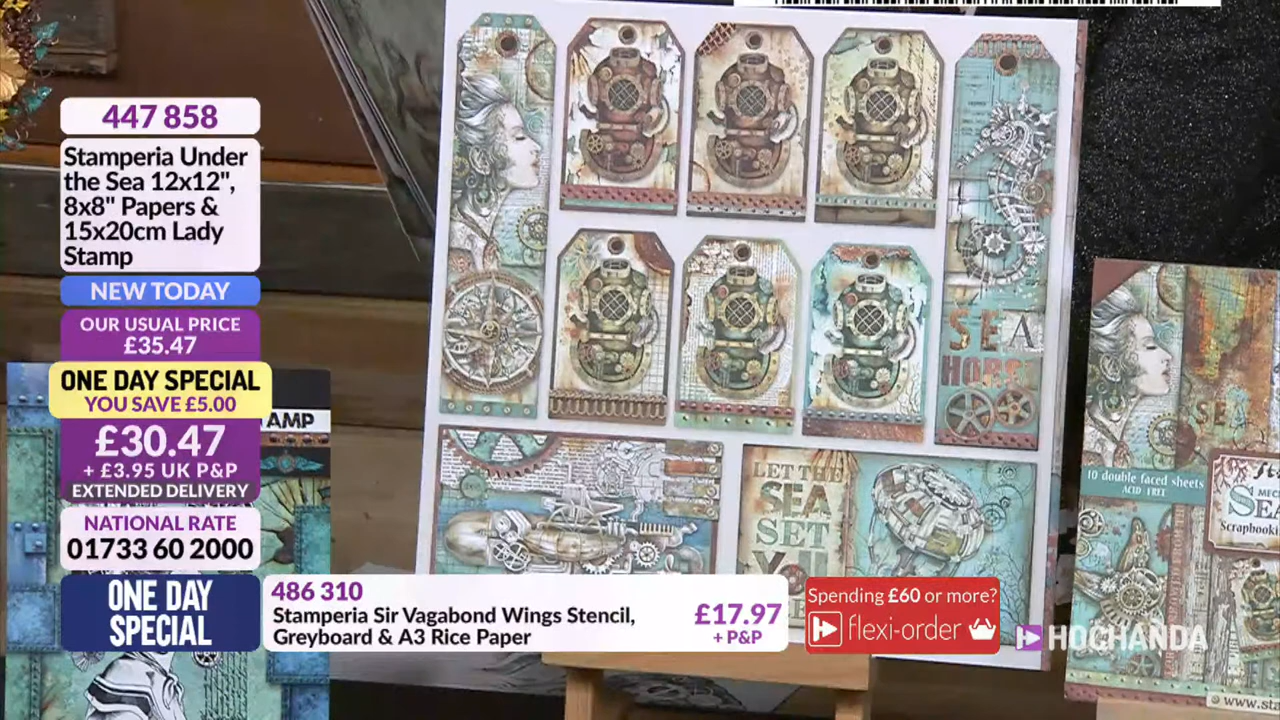 447 858
Stamperia Under
the Sea 12x12",
8x8" Papers &
15x20cm Lady
Stamp
NEW TODAY
OUR USUAL PRICE
£35.47
ONE DAY SPECIAL
YOU SAVE £5.00
£30.47
+ £3.95 UK P&P
EXTENDED DELIVERY
NATIONAL RATE
01733 60 2000
ONE DAY
SPECIAL
486 310
Stamperia Sir Vagabond Wings Stencil,
Greyboard & A3 Rice Paper
£17.97
+ P&P
Spending £60 or more?
flexi-order
HOCHANDA
AMP
SEA
HORSE
LET THE
SEA
SET
YOU
SEA
10 double faced sheets
ACID FREE
SEA